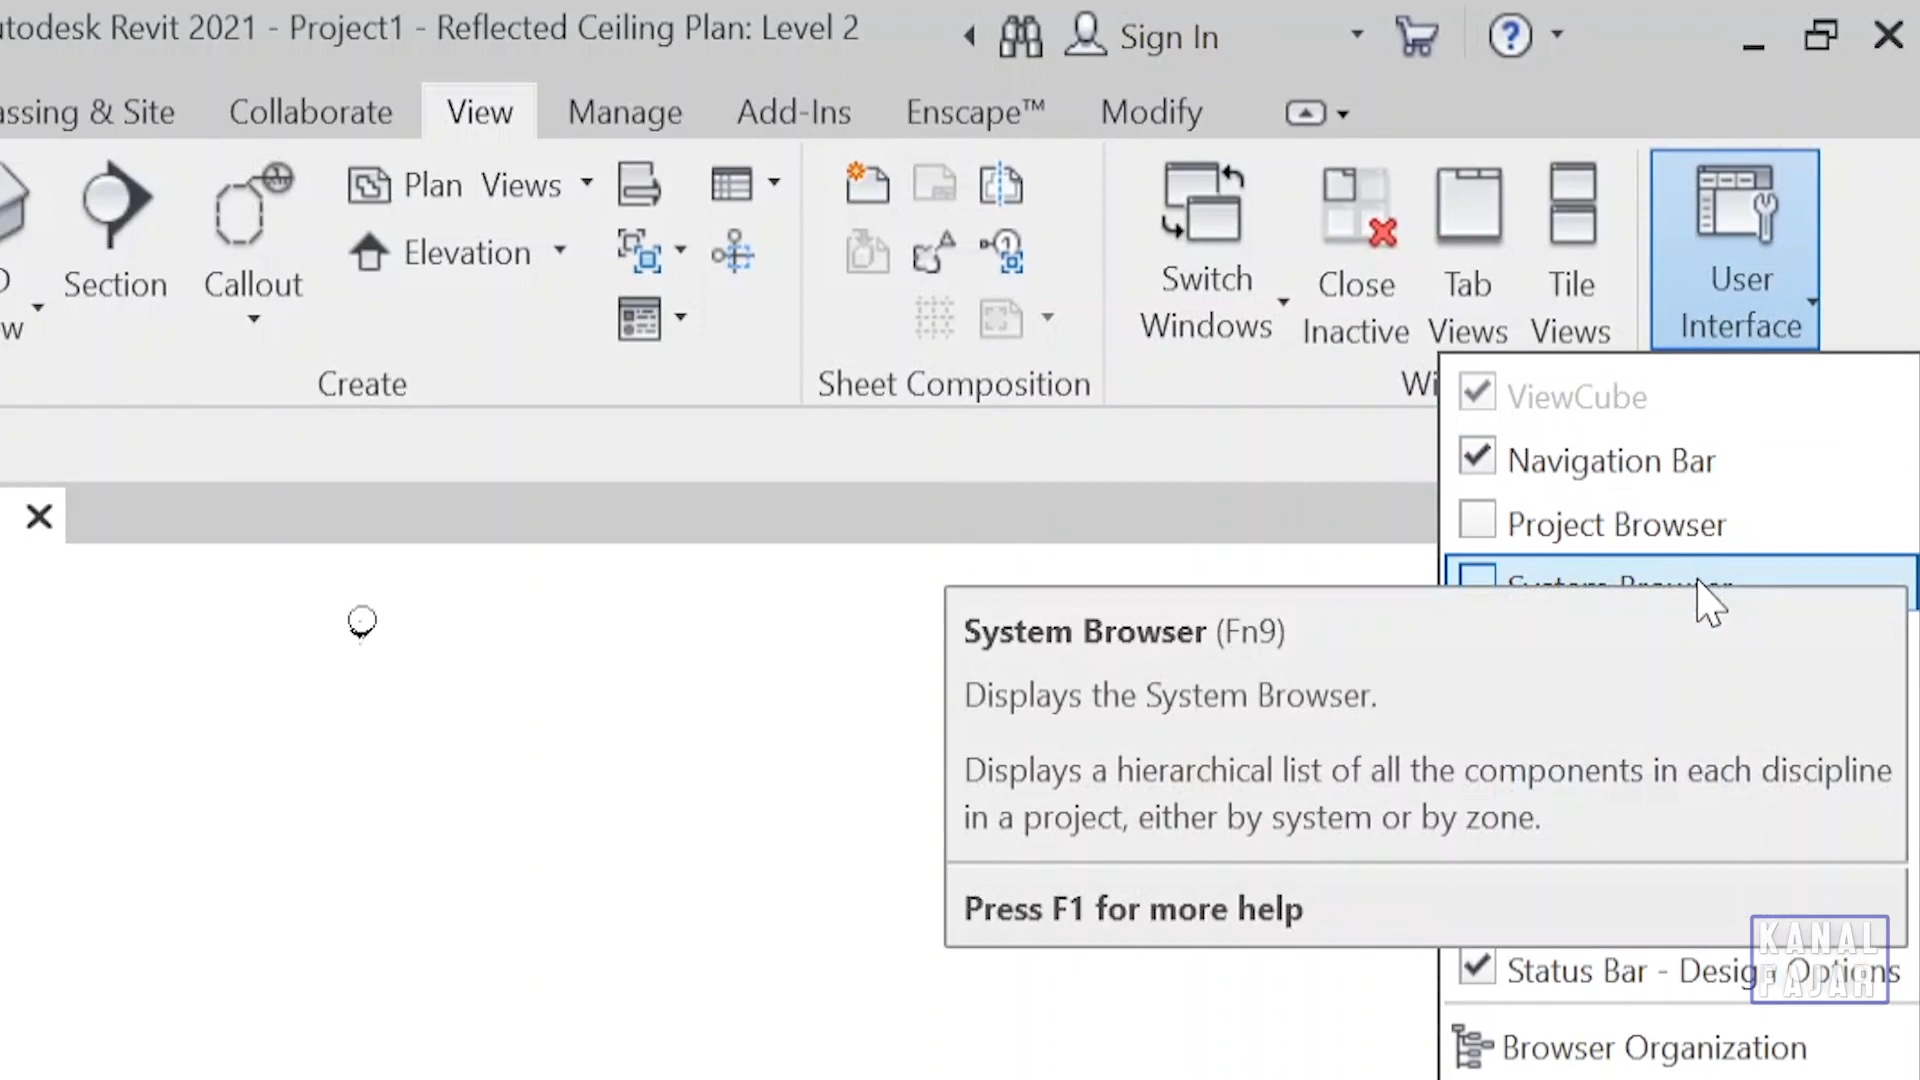 utodesk Revit 2021 - Project1 - Reflected Ceiling Plan: Level 2
Sign In
assing & Site
Collaborate
View
Manage
Add-Ins
Enscape™
Modify
Section
Callout
Plan Views
Elevation
Create
Sheet Composition
Switch
Windows
Close
Inactive
Tab
Views
Tile
Views
User
Interface
ViewCube
Navigation Bar
Project Browser
System Browser
System Browser (Fn9)
Displays the System Browser.
Displays a hierarchical list of all the components in each discipline
in a project, either by system or by zone.
Press F1 for more help
Status Bar - Design Options
Browser Organization
KANAL
FAJAR